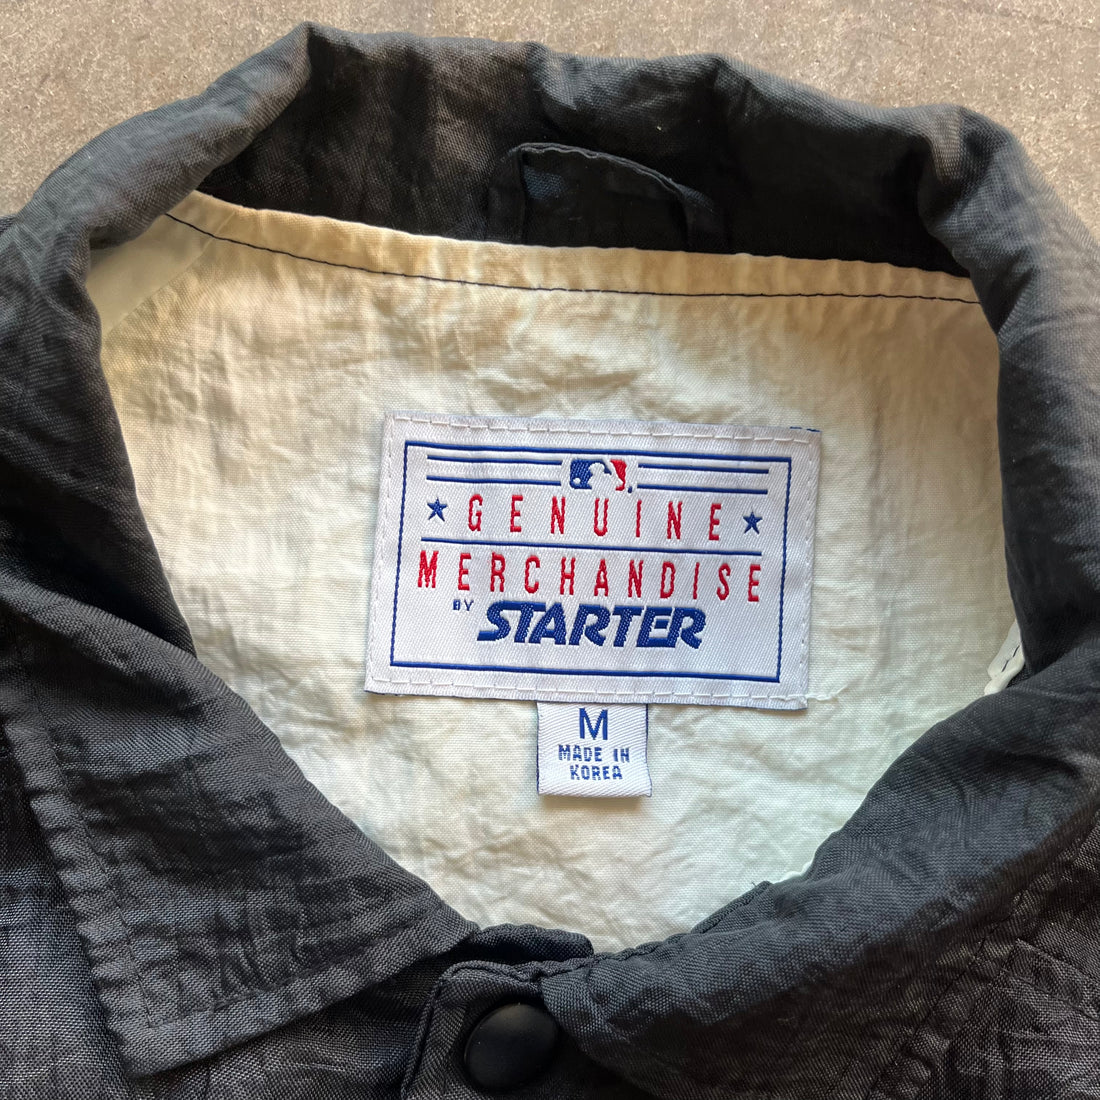 GENUINE
MERCHANDISE
BY STARTER
M
MADE IN
KOREA